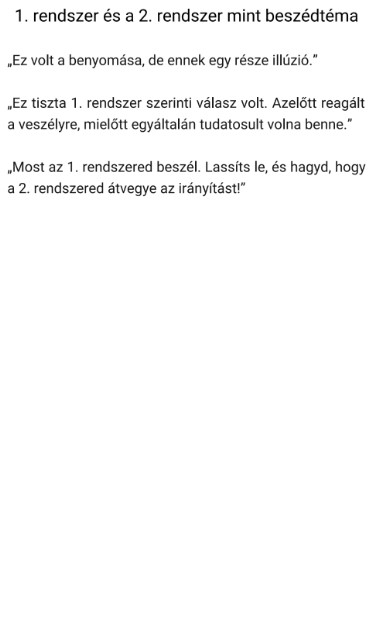 1. rendszer és a 2. rendszer mint beszédtéma
„Ez volt a benyomása, de ennek egy része illúzió.”
„Ez tiszta 1. rendszer szerinti válasz volt. Azelőtt reagált
a veszélyre, mielőtt egyáltalán tudatosult volna benne.”
„Most az 1. rendszered beszél. Lassíts le, és hagyd, hogy
a 2. rendszered átvegye az irányítást!”